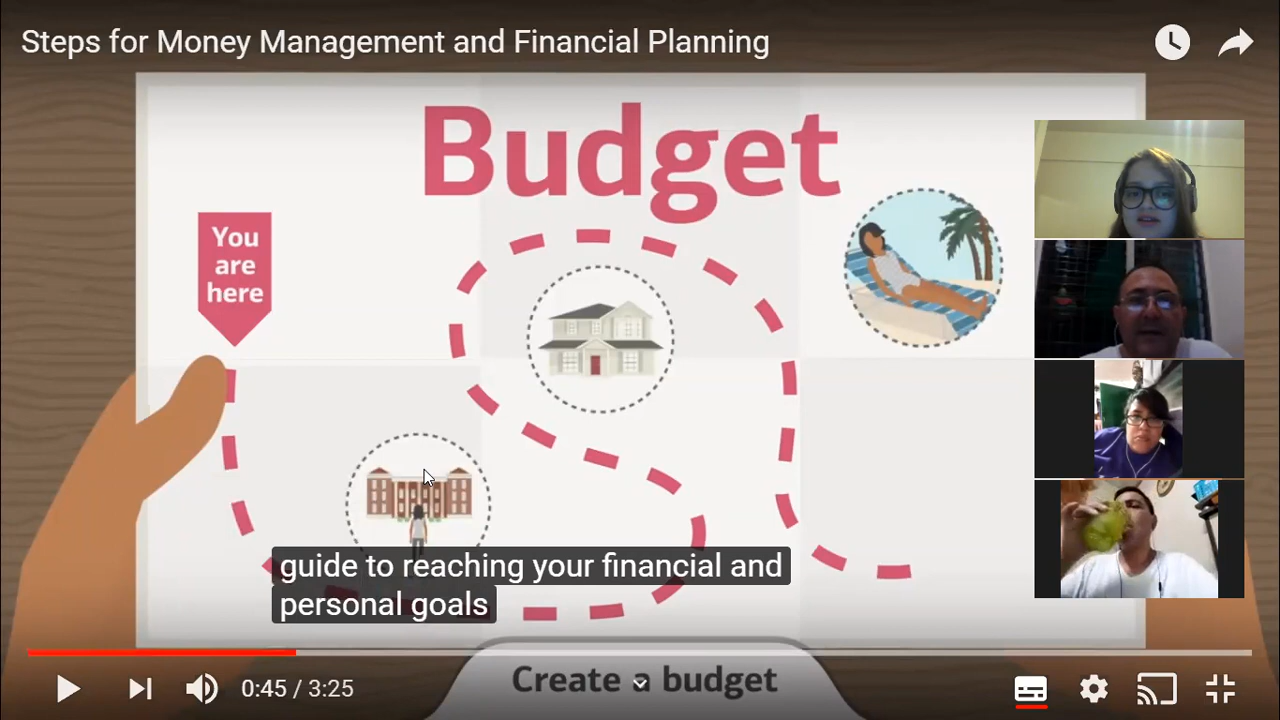 Steps for Money Management and Financial Planning
Budget
You
are
here
guide to reaching your financial and
personal goals
Create a budget
0:45 / 3:25